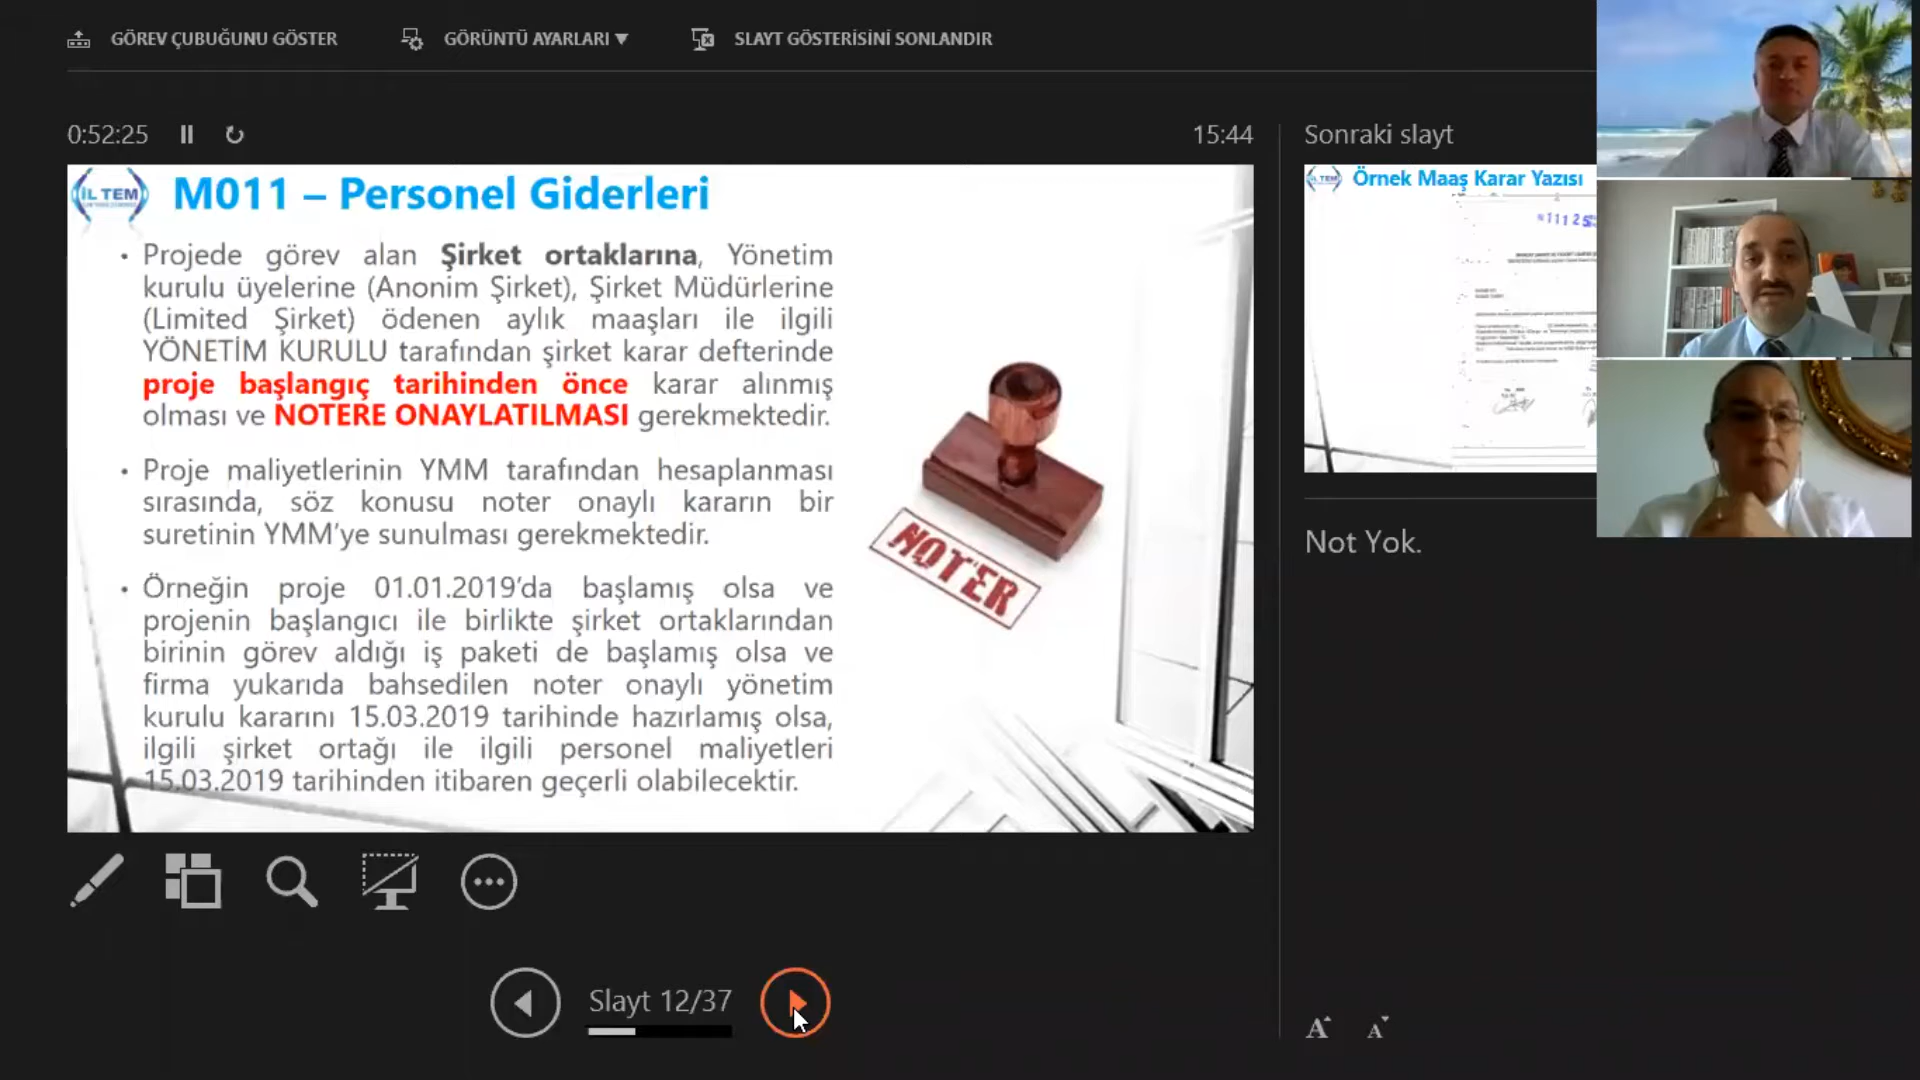 GÖREV ÇUBUĞUNU GÖSTER
GÖRÜNTÜ AYARLARI
SLAYT GÖSTERİSİNİ SONLANDIR
0:52:25
15:44
İL TEM
M011 – Personel Giderleri
• Projede görev alan Şirket ortaklarına, Yönetim
kurulu üyelerine (Anonim Şirket), Şirket Müdürlerine
(Limited Şirket) ödenen aylık maaşları ile ilgili
YÖNETİM KURULU tarafından şirket karar defterinde
proje başlangıç tarihinden önce karar alınmış
olması ve NOTERE ONAYLATILMASI gerekmektedir.
• Proje maliyetlerinin YMM tarafından hesaplanması
sırasında, söz konusu noter onaylı kararın bir
suretinin YMM’ye sunulması gerekmektedir.
• Örneğin proje 01.01.2019’da başlamış olsa ve
projenin başlangıcı ile birlikte şirket ortaklarından
birinin görev aldığı iş paketi de başlamış olsa ve
firma yukarıda bahsedilen noter onaylı yönetim
kurulu kararını 15.03.2019 tarihinde hazırlamış olsa,
ilgili şirket ortağı ile ilgili personel maliyetleri
15.03.2019 tarihinden itibaren geçerli olabilecektir.
NOTER
Slayt 12/37
Sonraki slayt
İL TEM
Örnek Maaş Karar Yazısı
Not Yok.
A A